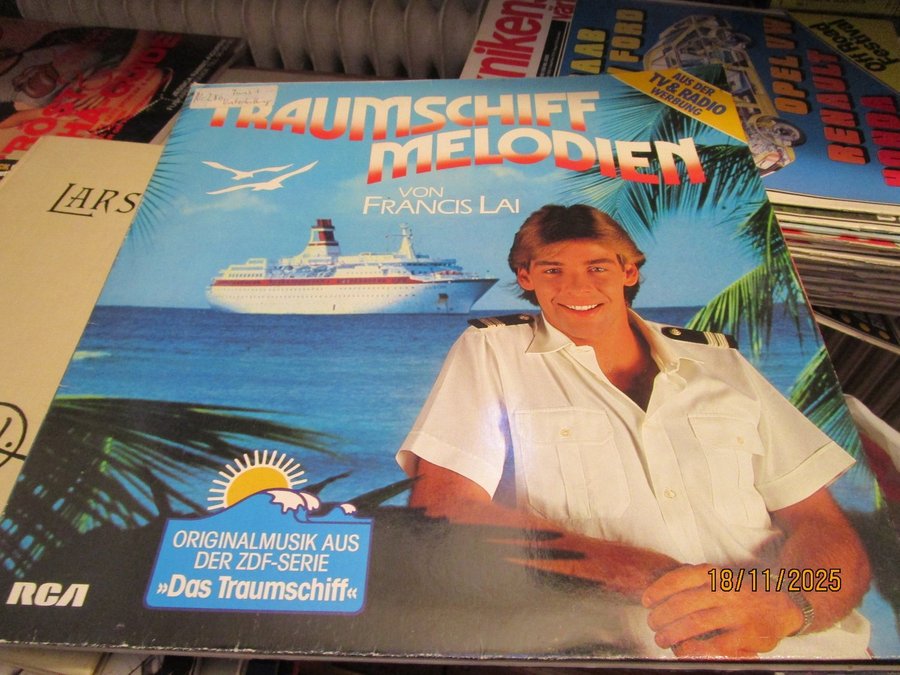 TRAUMSCHIFF
MELODIEN
VON
FRANCIS LAI
AUS DER
TV & RADIO
WERBUNG
ORIGINALMUSIK AUS
DER ZDF-SERIE
»Das Traumschiff«
RCA
LARS
OPEL
RENAULT
FORD
18/11/2025